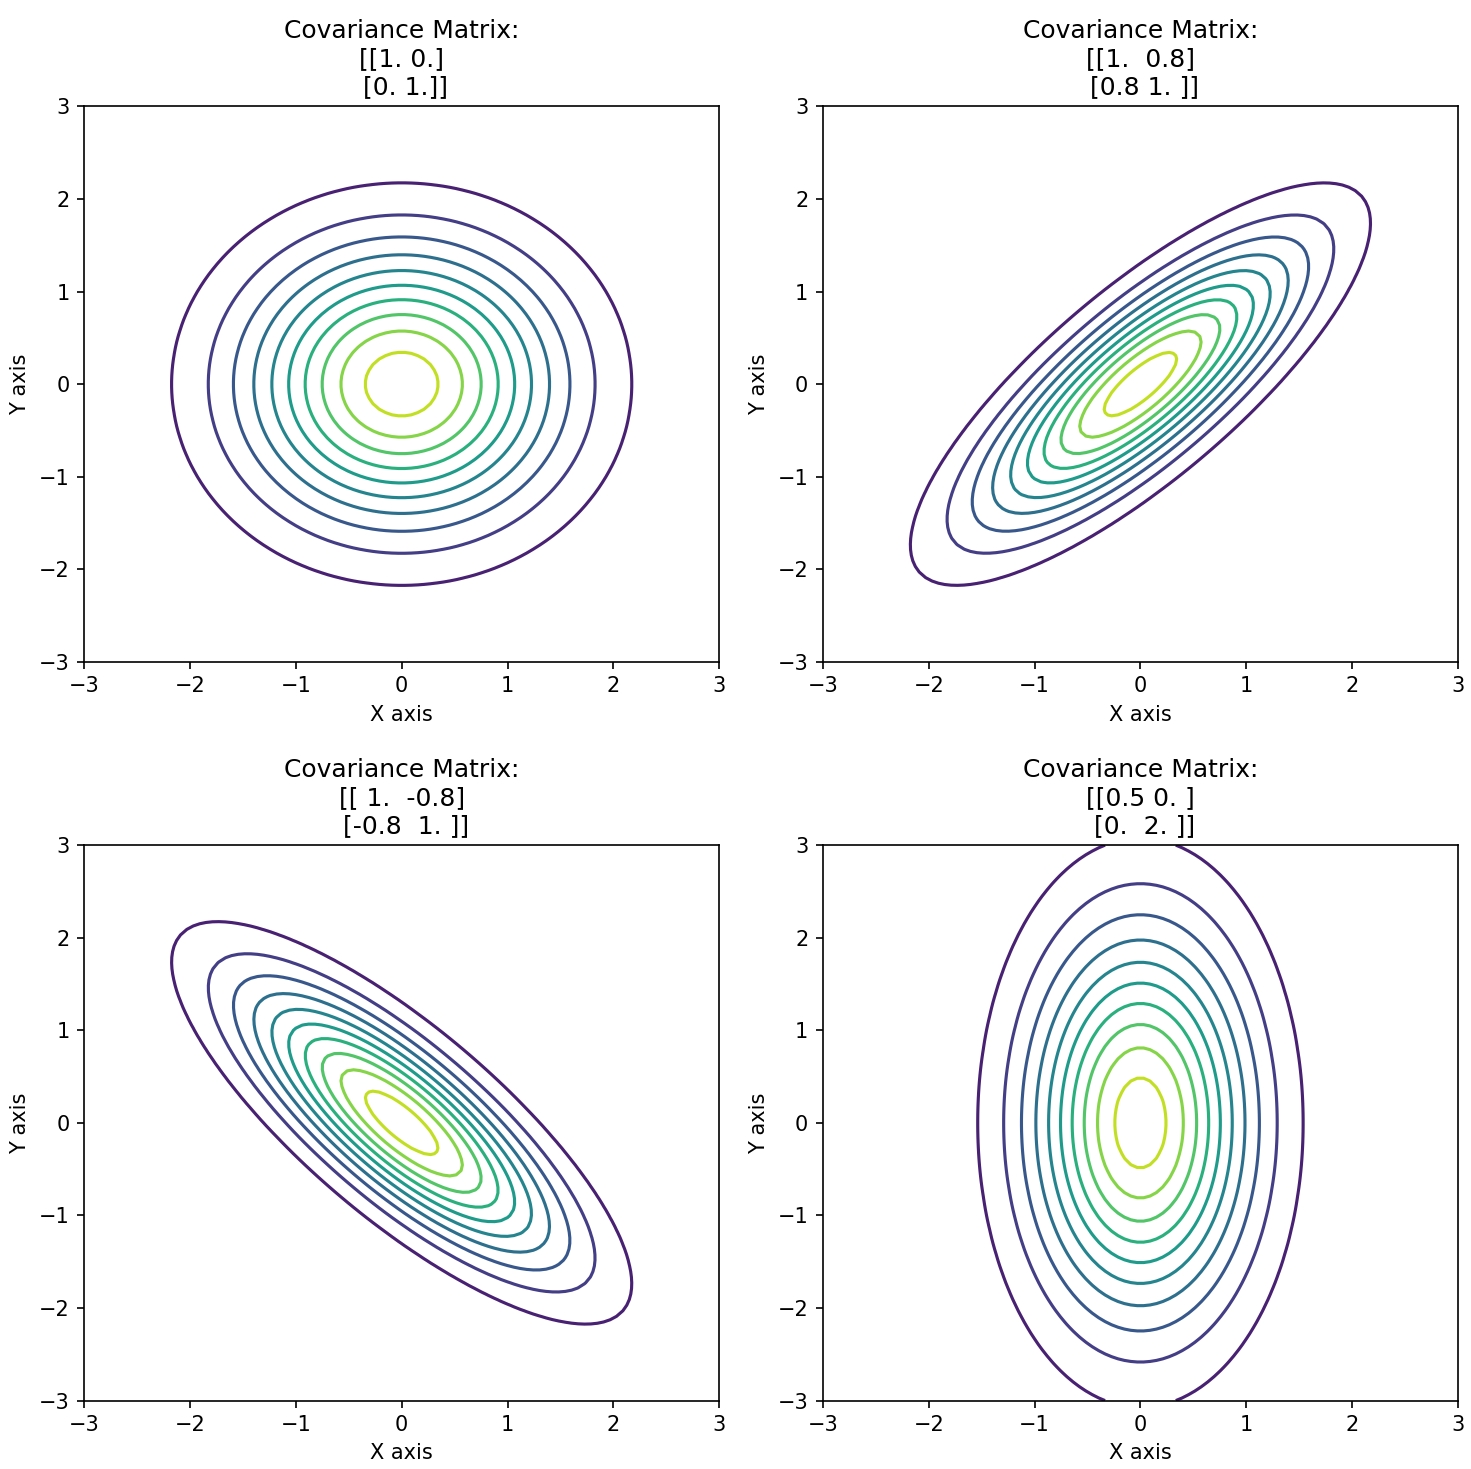 Covariance Matrix:
[[1. 0.]
[0. 1.]]
3
2
1
0
−1
−2
−3
Y axis
−3 −2 −1 0 1 2 3
X axis
Covariance Matrix:
[[1.  0.8]
[0.8 1. ]]
3
2
1
0
−1
−2
−3
Y axis
−3 −2 −1 0 1 2 3
X axis
Covariance Matrix:
[[ 1.  -0.8]
[-0.8  1. ]]
3
2
1
0
−1
−2
−3
Y axis
−3 −2 −1 0 1 2 3
X axis
Covariance Matrix:
[[0.5 0. ]
[0.  2. ]]
3
2
1
0
−1
−2
−3
Y axis
−3 −2 −1 0 1 2 3
X axis